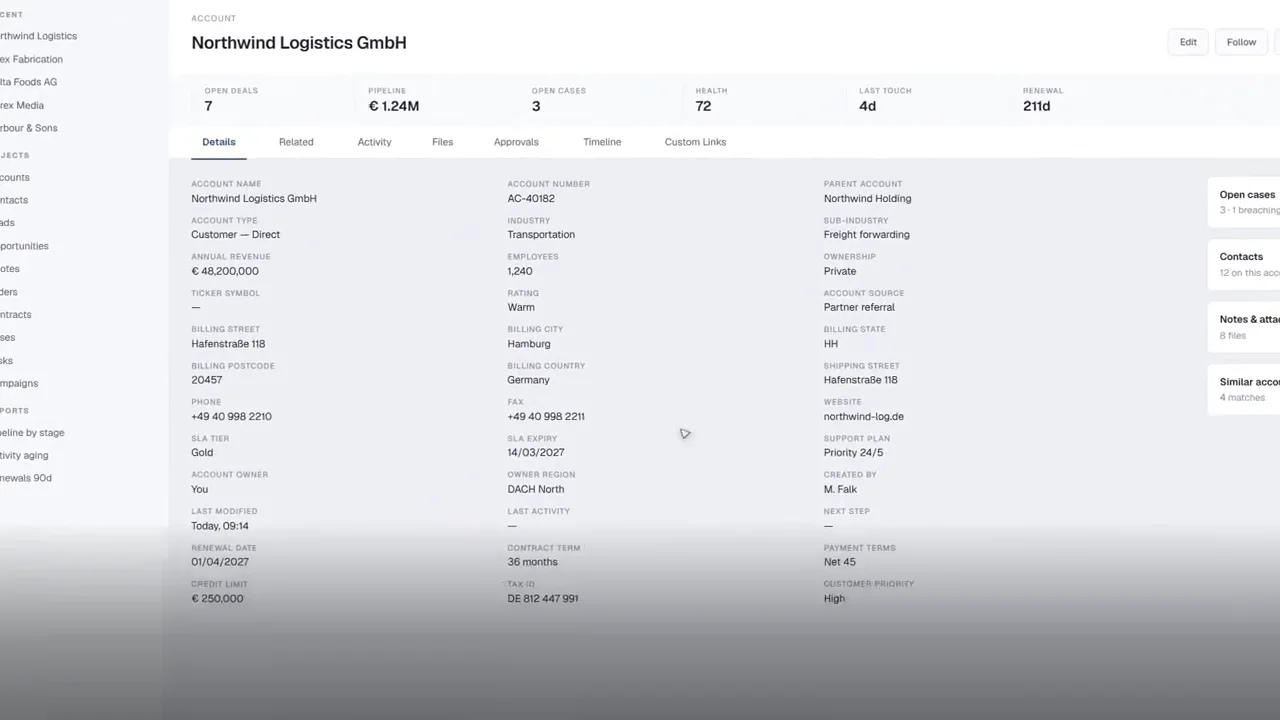 CENT
rthwind Logistics
ex Fabrication
lta Foods AG
rex Media
rbour & Sons
JECTS
counts
ntacts
ads
portunities
otes
ders
ntracts
ses
sks
mpaigns
PORTS
peline by stage
tivity aging
newals 90d
ACCOUNT
Northwind Logistics GmbH
Edit
Follow
OPEN DEALS
7
PIPELINE
€ 1.24M
OPEN CASES
3
HEALTH
72
LAST TOUCH
4d
RENEWAL
211d
Details
Related
Activity
Files
Approvals
Timeline
Custom Links
ACCOUNT NAME
Northwind Logistics GmbH
ACCOUNT NUMBER
AC-40182
PARENT ACCOUNT
Northwind Holding
ACCOUNT TYPE
Customer — Direct
INDUSTRY
Transportation
SUB-INDUSTRY
Freight forwarding
ANNUAL REVENUE
€ 48,200,000
EMPLOYEES
1,240
OWNERSHIP
Private
TICKER SYMBOL
—
RATING
Warm
ACCOUNT SOURCE
Partner referral
BILLING STREET
Hafenstraße 118
BILLING CITY
Hamburg
BILLING STATE
HH
BILLING POSTCODE
20457
BILLING COUNTRY
Germany
SHIPPING STREET
Hafenstraße 118
PHONE
+49 40 998 2210
FAX
+49 40 998 2211
WEBSITE
northwind-log.de
SLA TIER
Gold
SLA EXPIRY
14/03/2027
SUPPORT PLAN
Priority 24/5
ACCOUNT OWNER
You
OWNER REGION
DACH North
CREATED BY
M. Falk
LAST MODIFIED
Today, 09:14
LAST ACTIVITY
—
NEXT STEP
—
RENEWAL DATE
01/04/2027
CONTRACT TERM
36 months
PAYMENT TERMS
Net 45
CREDIT LIMIT
€ 250,000
TAX ID
DE 812 447 991
CUSTOMER PRIORITY
High
Open cases
3 · 1 breaching
Contacts
12 on this acc
Notes & atta
8 files
Similar acco
4 matches